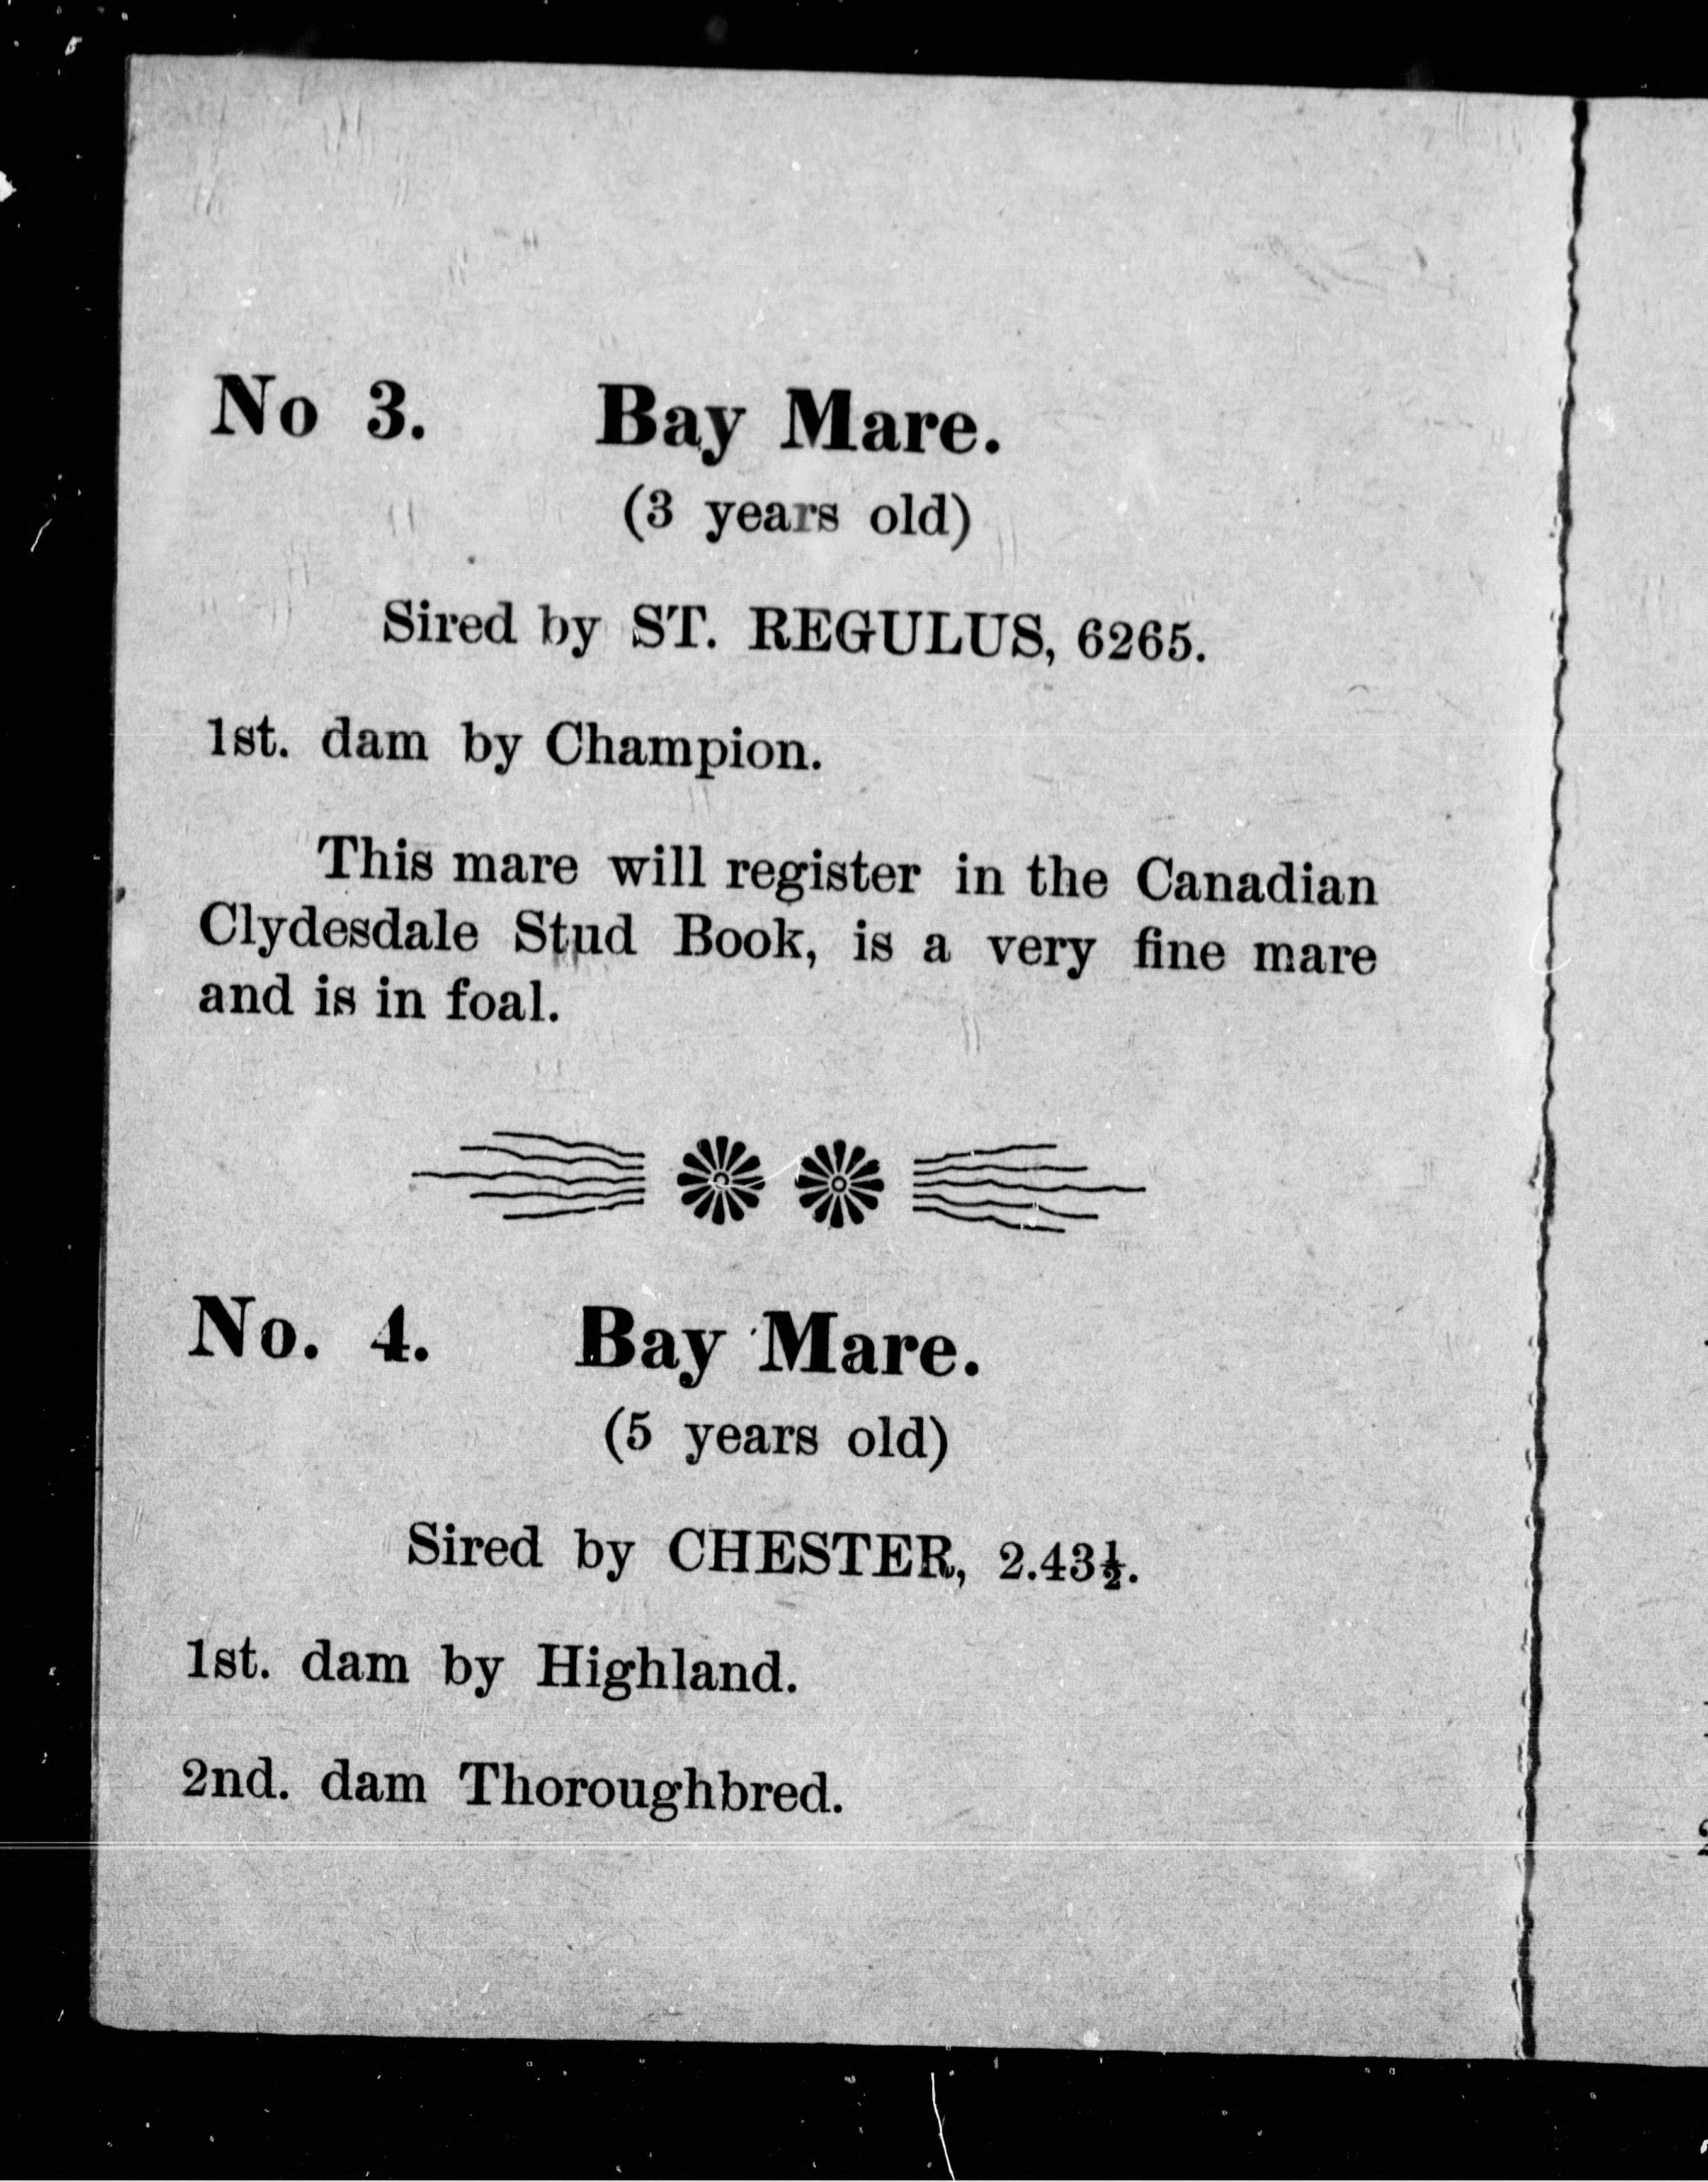 No 3. Bay Mare.
(3 years old)
Sired by ST. REGULUS, 6265.
1st. dam by Champion.
This mare will register in the Canadian
Clydesdale Stud Book, is a very fine mare
and is in foal.
No. 4. Bay Mare.
(5 years old)
Sired by CHESTER, 2.43½.
1st. dam by Highland.
2nd. dam Thoroughbred.